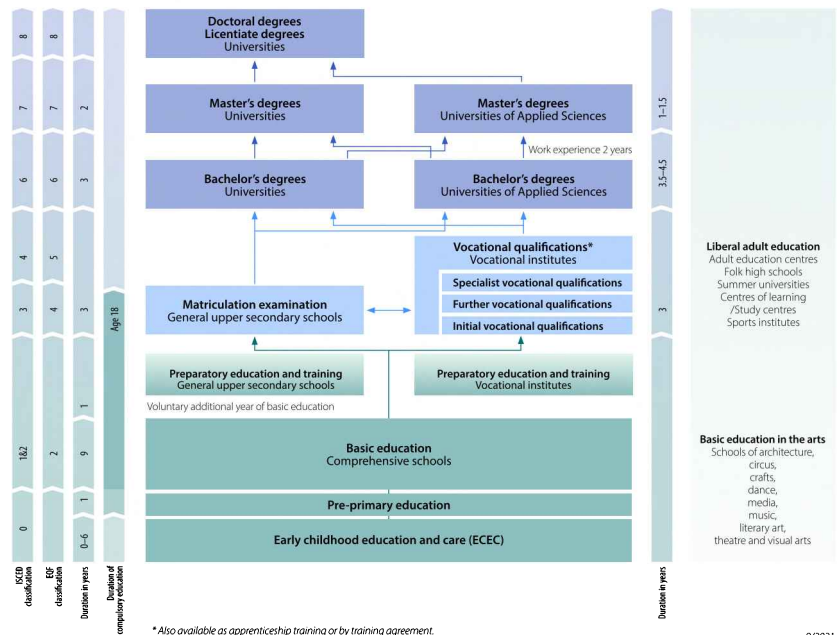 Doctoral degrees
Licentiate degrees
Universities
8
8
Master's degrees
Universities
Master's degrees
Universities of Applied Sciences
7
7
2
1–1.5
Work experience 2 years
Bachelor's degrees
Universities
Bachelor's degrees
Universities of Applied Sciences
6
6
3
3.5–4.5
Vocational qualifications*
Vocational institutes
Specialist vocational qualifications
Further vocational qualifications
Initial vocational qualifications
4
5
Matriculation examination
General upper secondary schools
3
4
3
Age 18
3
Preparatory education and training
General upper secondary schools
Preparatory education and training
Vocational institutes
Voluntary additional year of basic education
1
Basic education
Comprehensive schools
1&2
2
9
Pre-primary education
1
Early childhood education and care (ECEC)
0
0–6
ISCED
classification
EQF
classification
Duration in years
Duration of
compulsory education
Duration in years
Liberal adult education
Adult education centres
Folk high schools
Summer universities
Centres of learning
/Study centres
Sports institutes
Basic education in the arts
Schools of architecture,
circus,
crafts,
dance,
media,
music,
literary art,
theatre and visual arts
* Also available as apprenticeship training or by training agreement.